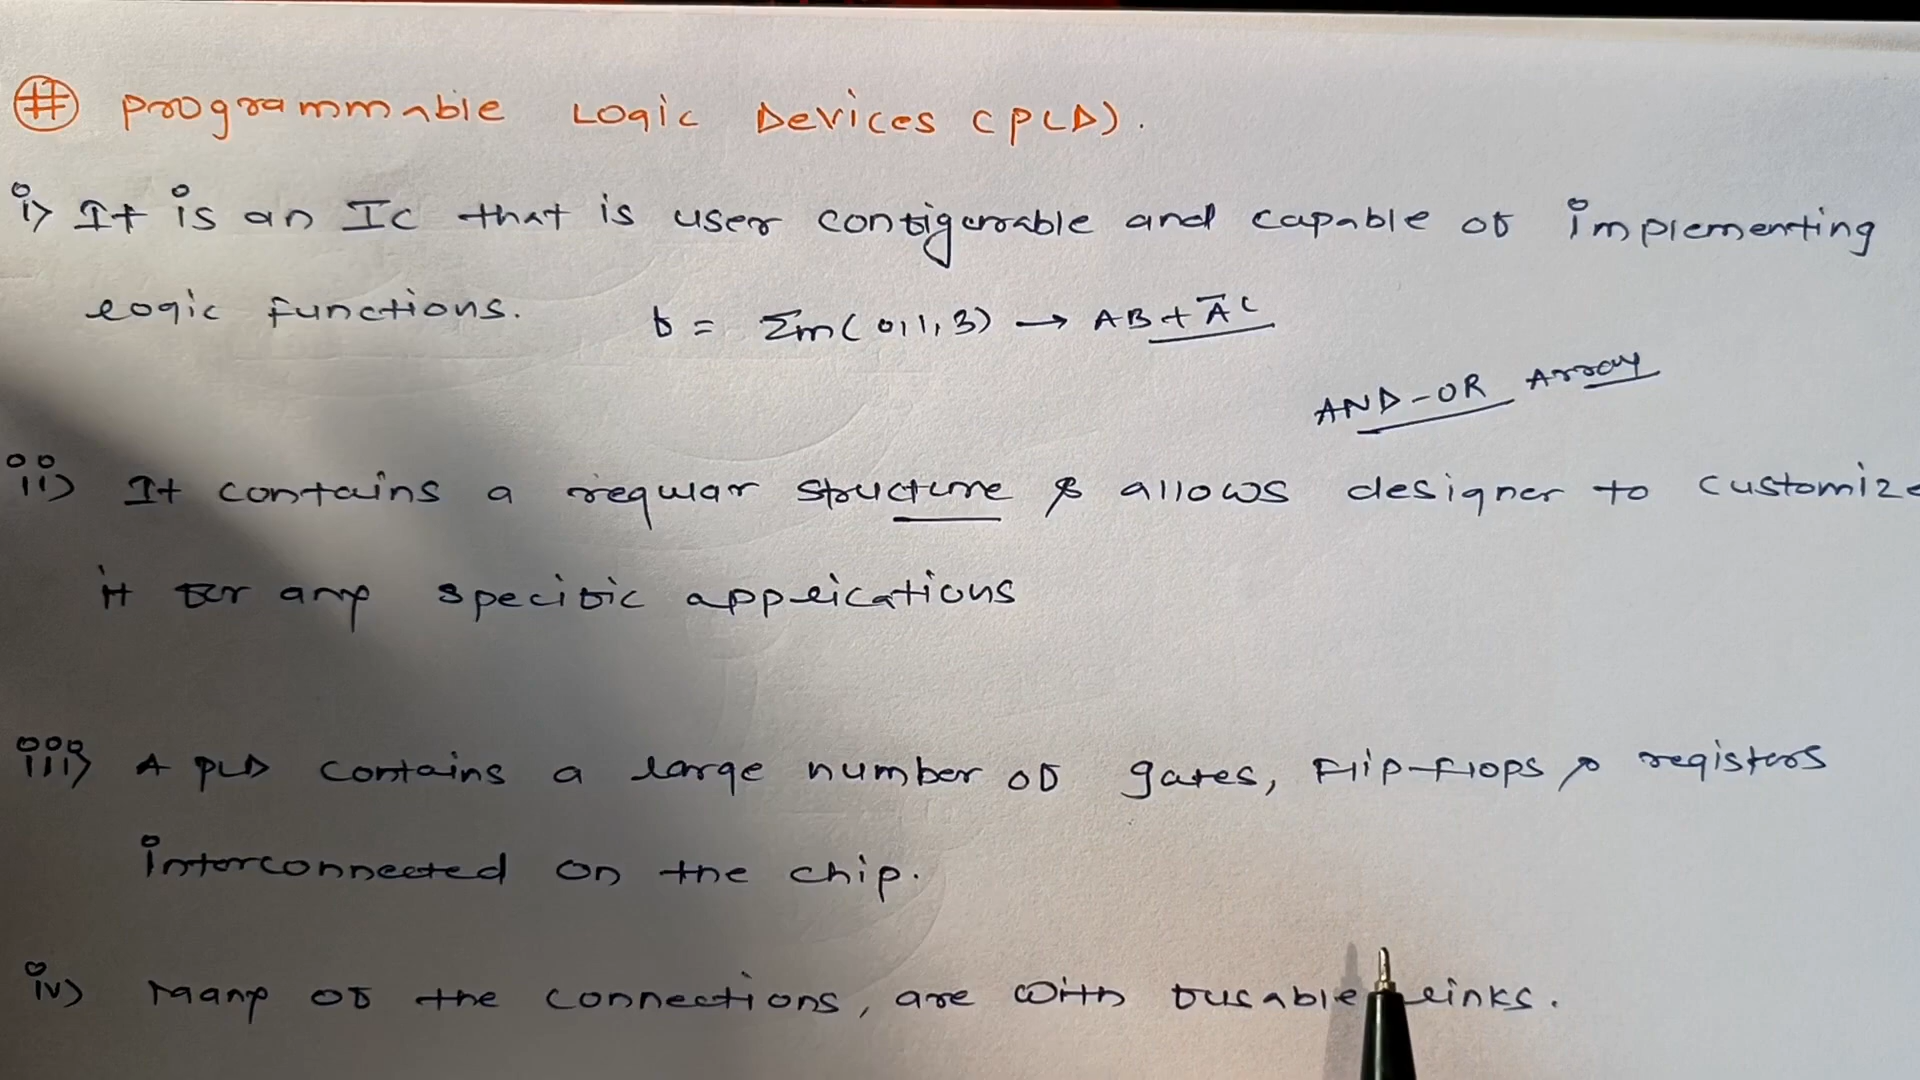 # Programmable Logic Devices (PLD).
i) It is an IC that is user configurable and capable of implementing
logic functions. f = Σm(0,1,3) → AB + A̅C
AND-OR Array
ii) It contains a regular structure & allows designer to customize
it for any specific applications
iii) A PLD contains a large number of gates, Flip-Flops & registers
interconnected on the chip.
iv) Many of the connections, are with fusable links.